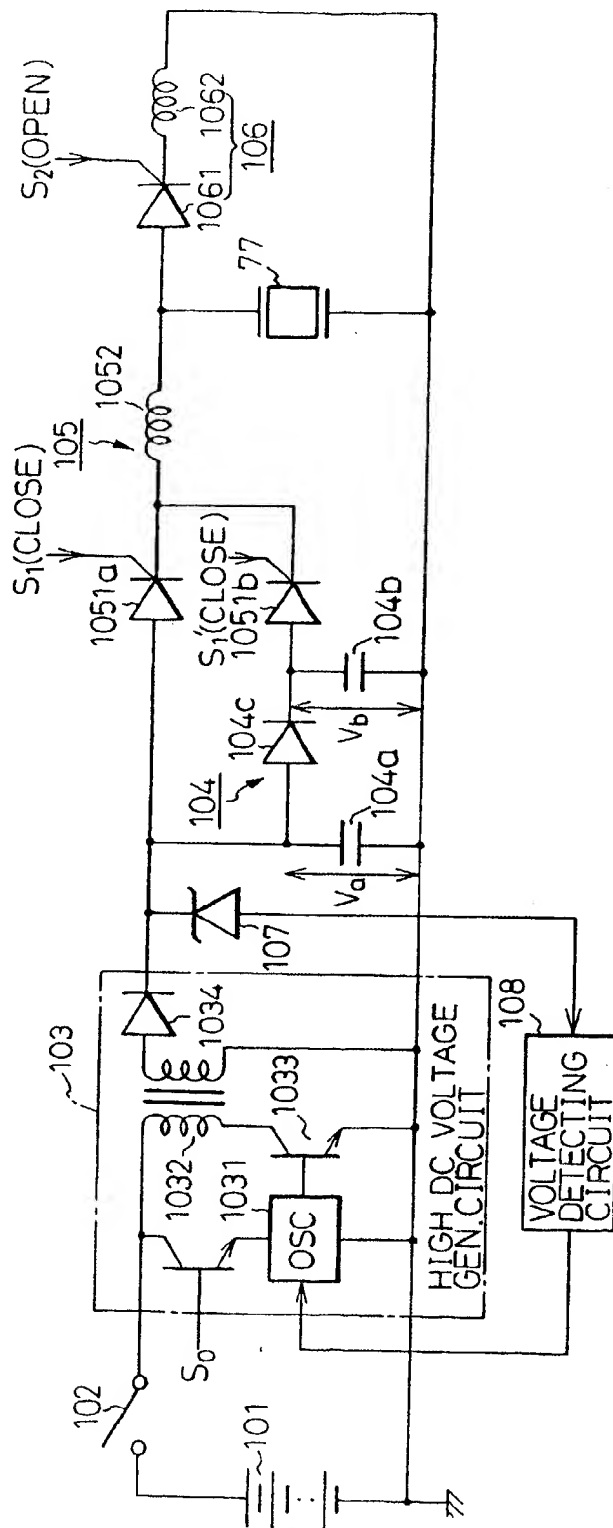 102
101
S0
103
1032
1031
OSC
1033
1034
HIGH DC VOLTAGE
GEN.CIRCUIT
107
108
VOLTAGE
DETECTING
CIRCUIT
104
104c
Va
104a
Vb
104b
S1(CLOSE)
1051a
S1'(CLOSE)
1051b
105
1052
77
S2(OPEN)
1061
1062
106